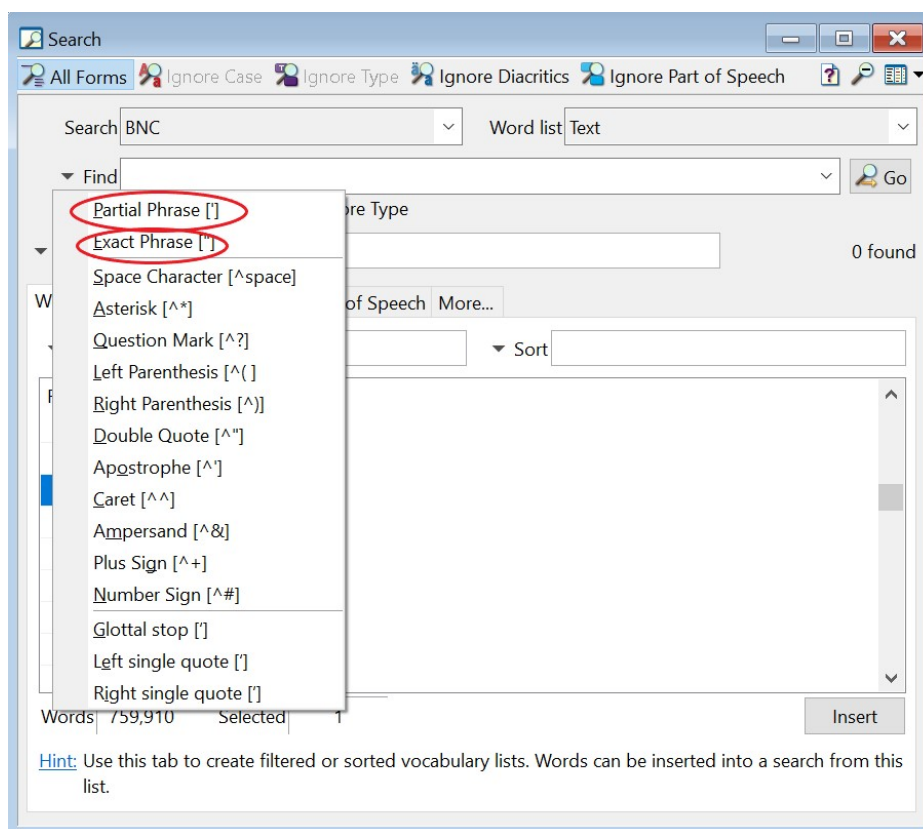 Search
All Forms Ignore Case Ignore Type Ignore Diacritics Ignore Part of Speech
Search BNC Word list Text
Find Go
Partial Phrase [']
Type
Exact Phrase ["]
0 found
Space Character [^space]
W of Speech More...
Asterisk [^*]
Question Mark [^?]
Sort
Left Parenthesis [^( ]
Right Parenthesis [^)]
Double Quote [^"]
Apostrophe [^']
Caret [^^]
Ampersand [^&]
Plus Sign [^+]
Number Sign [^#]
Glottal stop [']
Left single quote [‘]
Right single quote [’]
Words 759,910 Selected 1 Insert
Hint: Use this tab to create filtered or sorted vocabulary lists. Words can be inserted into a search from this
list.